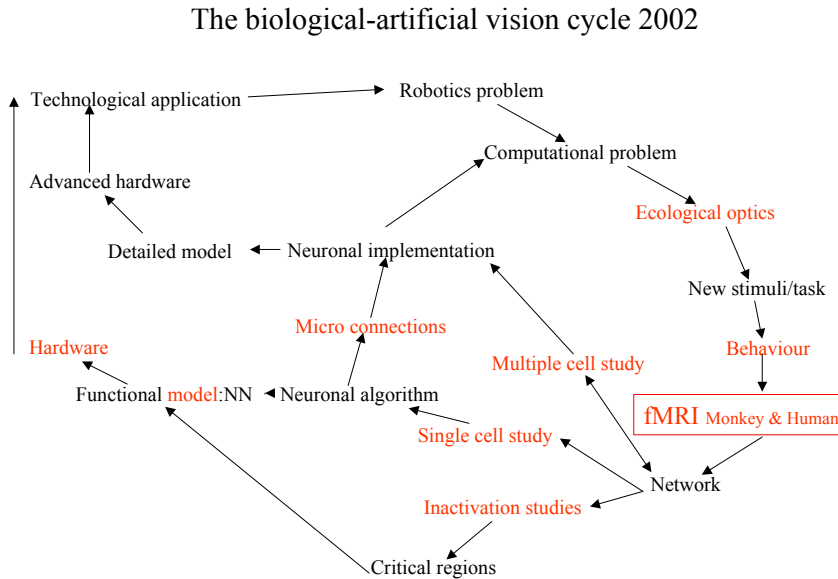 The biological-artificial vision cycle 2002
Technological application
Robotics problem
Computational problem
Advanced hardware
Ecological optics
Detailed model
Neuronal implementation
New stimuli/task
Micro connections
Hardware
Multiple cell study
Behaviour
Functional model:NN
Neuronal algorithm
fMRI Monkey & Human
Single cell study
Network
Inactivation studies
Critical regions